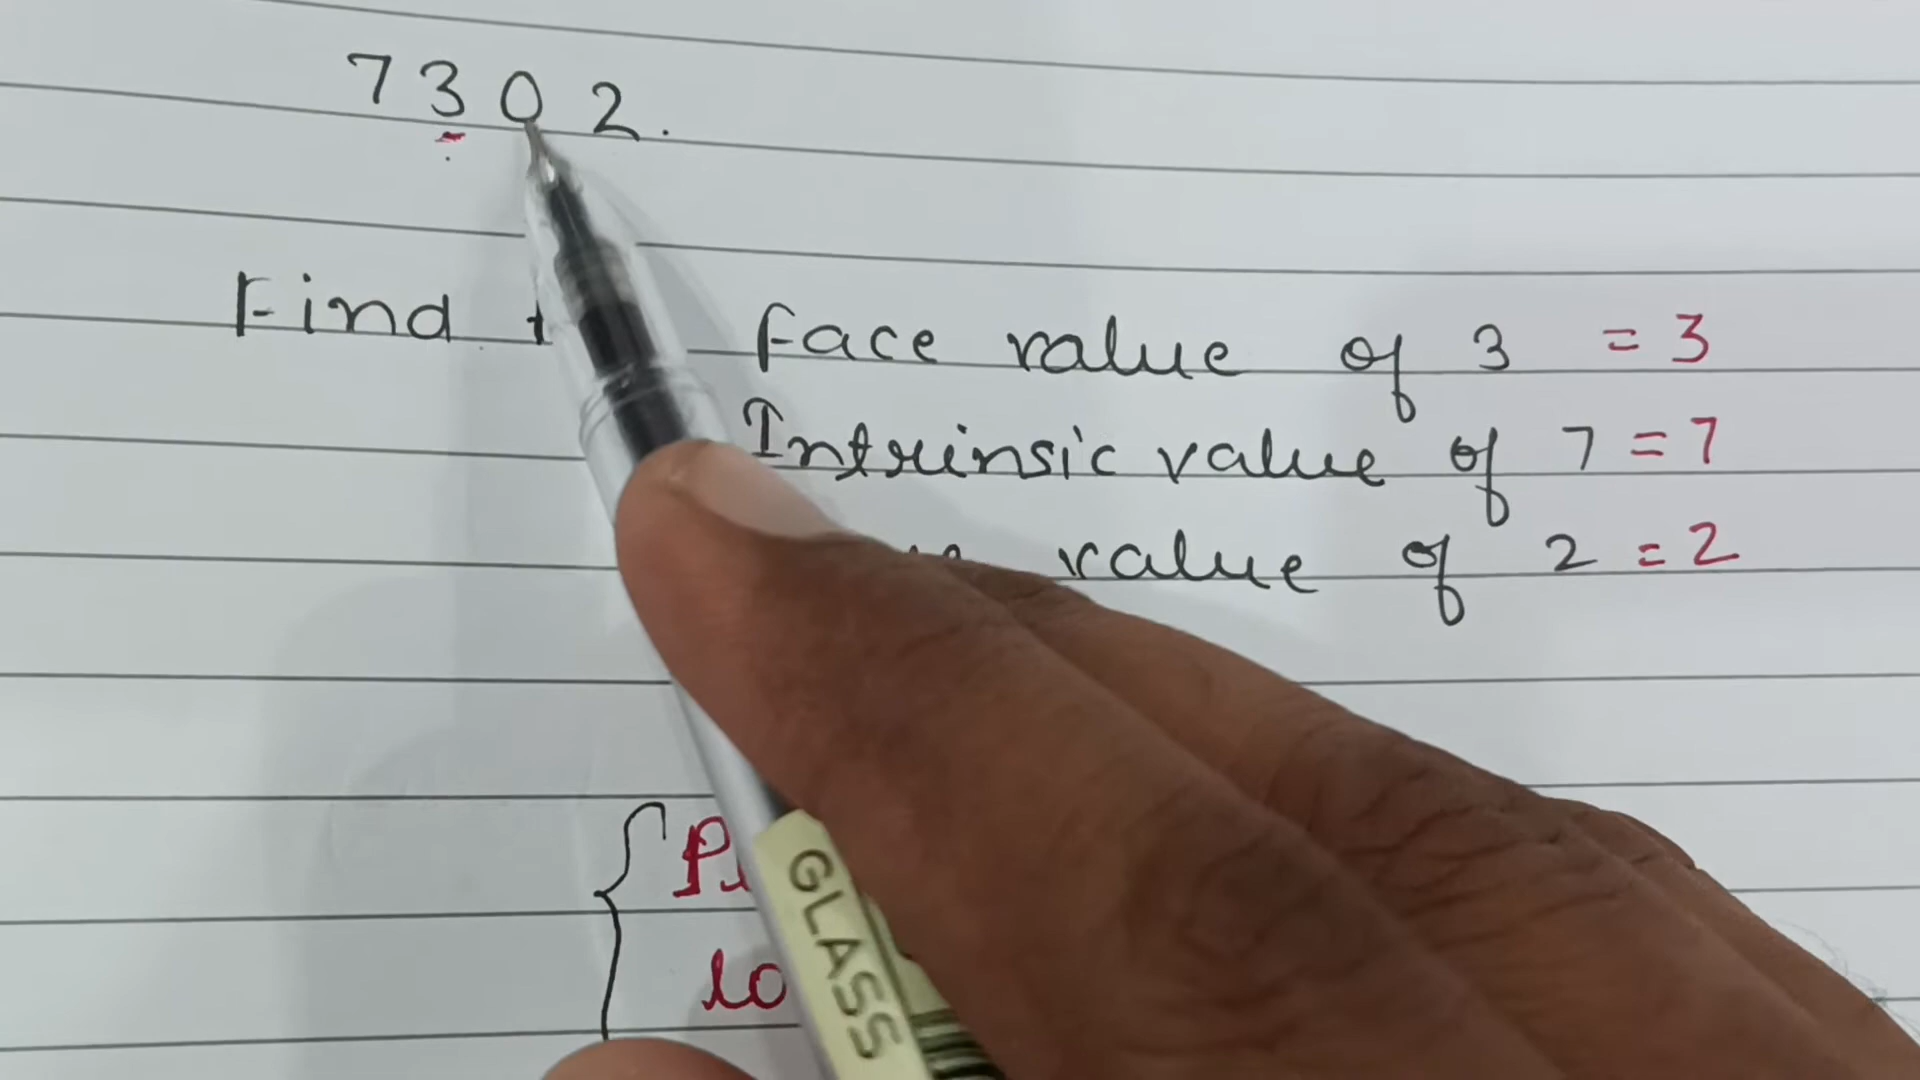 7302.
Find face value of 3 = 3
Intrinsic value of 7 = 7
value of 2 = 2
GLASS